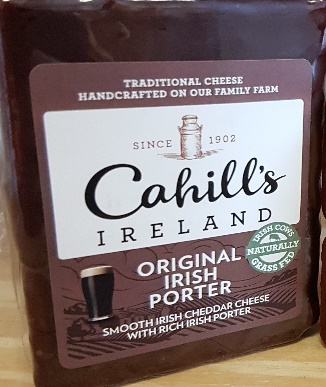 TRADITIONAL CHEESE
HANDCRAFTED ON OUR FAMILY FARM
SINCE 1902
Cahill's
IRELAND
ORIGINAL
IRISH
PORTER
IRISH COWS
NATURALLY
GRASS FED
SMOOTH IRISH CHEDDAR CHEESE
WITH RICH IRISH PORTER